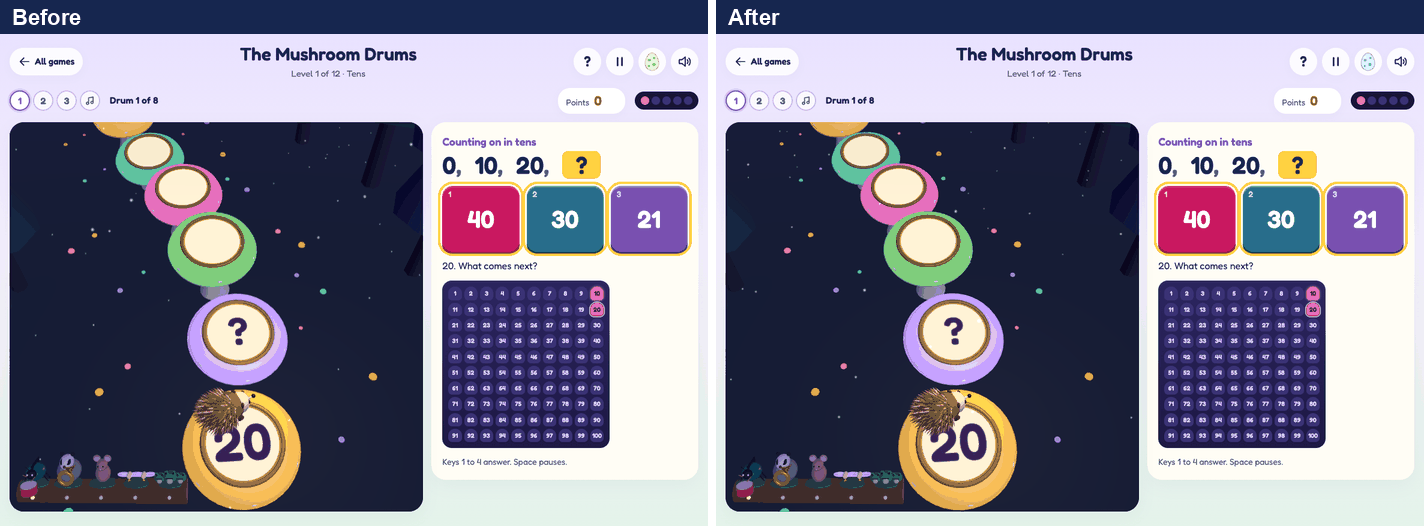 Before
All games
The Mushroom Drums
Level 1 of 12 · Tens
?
1 2 3 Drum 1 of 8
Points 0
?
20
Counting on in tens
0, 10, 20, ?
1 40
2 30
3 21
20. What comes next?
1 2 3 4 5 6 7 8 9 10
11 12 13 14 15 16 17 18 19 20
21 22 23 24 25 26 27 28 29 30
31 32 33 34 35 36 37 38 39 40
41 42 43 44 45 46 47 48 49 50
51 52 53 54 55 56 57 58 59 60
61 62 63 64 65 66 67 68 69 70
71 72 73 74 75 76 77 78 79 80
81 82 83 84 85 86 87 88 89 90
91 92 93 94 95 96 97 98 99 100
Keys 1 to 4 answer. Space pauses.
After
All games
The Mushroom Drums
Level 1 of 12 · Tens
?
1 2 3 Drum 1 of 8
Points 0
?
20
Counting on in tens
0, 10, 20, ?
1 40
2 30
3 21
20. What comes next?
1 2 3 4 5 6 7 8 9 10
11 12 13 14 15 16 17 18 19 20
21 22 23 24 25 26 27 28 29 30
31 32 33 34 35 36 37 38 39 40
41 42 43 44 45 46 47 48 49 50
51 52 53 54 55 56 57 58 59 60
61 62 63 64 65 66 67 68 69 70
71 72 73 74 75 76 77 78 79 80
81 82 83 84 85 86 87 88 89 90
91 92 93 94 95 96 97 98 99 100
Keys 1 to 4 answer. Space pauses.